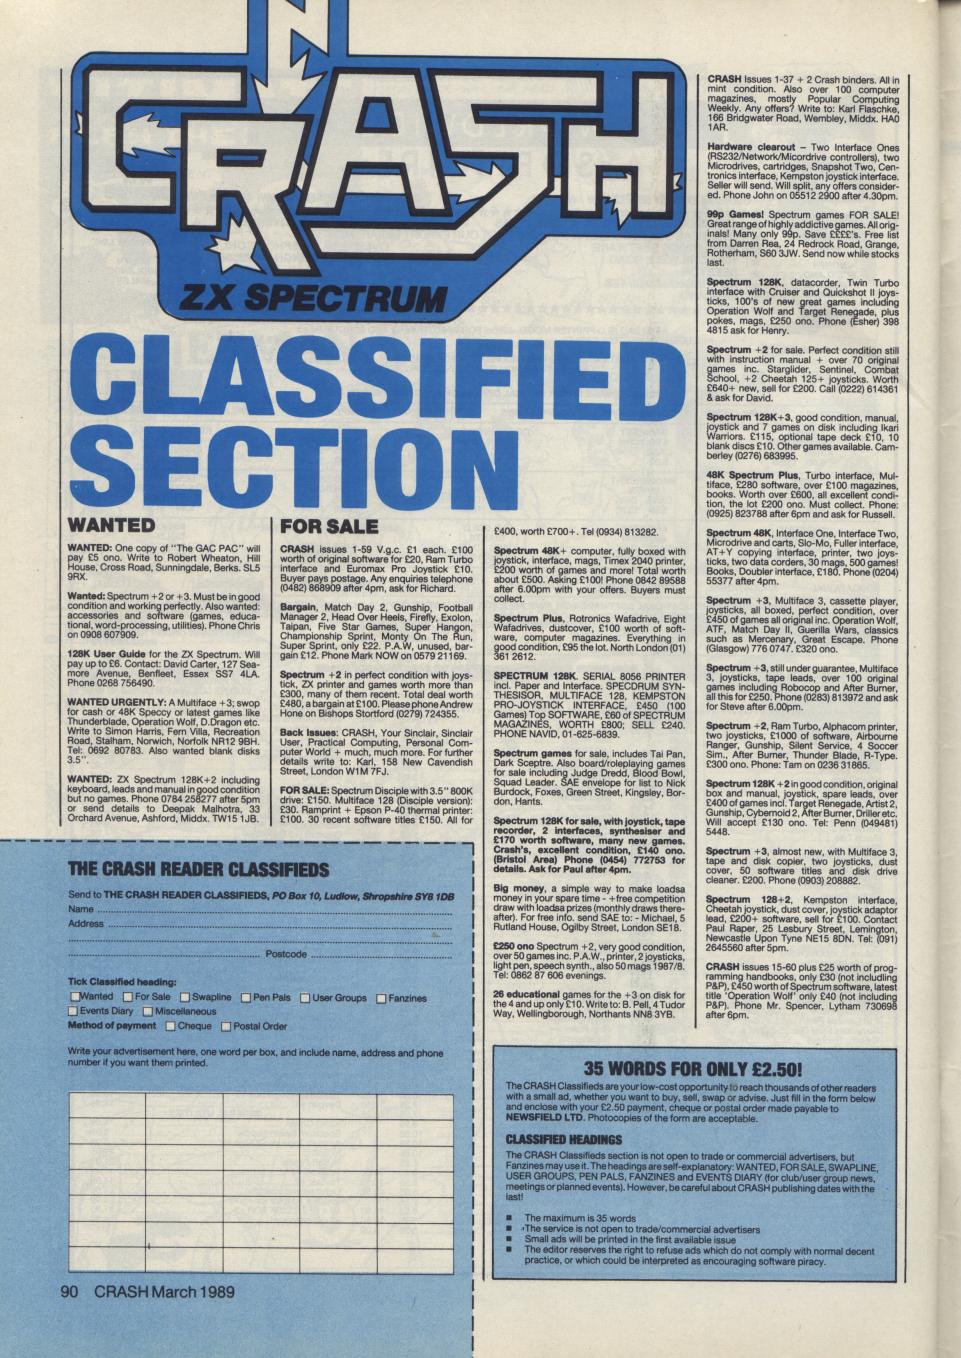 CRASH
ZX SPECTRUM
CLASSIFIED
SECTION
WANTED
WANTED: One copy of "The GAC PAC" will
pay £5 ono. Write to Robert Wheaton, Hill
House, Cross Road, Sunningdale, Berks. SL5
9RX.
Wanted: Spectrum +2 or +3. Must be in good
condition and working perfectly. Also wanted:
accessories and software (games, educa-
tional, word-processing, utilities). Phone Chris
on 0908 607909.
128K User Guide for the ZX Spectrum. Will
pay up to £6. Contact: David Carter, 127 Sea-
more Avenue, Benfleet, Essex SS7 4LA.
Phone 0268 756490.
WANTED URGENTLY: A Multiface +3; swop
for cash or 48K Speccy or latest games like
Thunderblade, Operation Wolf, D.Dragon etc.
Write to Simon Harris, Fern Villa, Recreation
Road, Stalham, Norwich, Norfolk NR12 9BH.
Tel: 0692 80783. Also wanted blank disks
3.5".
WANTED: ZX Spectrum 128K+2 including
keyboard, leads and manual in good condition
but no games. Phone 0784 258277 after 5pm
or send details to Deepak Malhotra, 33
Orchard Avenue, Ashford, Middx. TW15 1JB.
FOR SALE
CRASH issues 1-59 V.g.c. £1 each. £100
worth of original software for £20, Ram Turbo
interface and Euromax Pro Joystick £10.
Buyer pays postage. Any enquiries telephone
(0482) 868909 after 4pm, ask for Richard.
Bargain, Match Day 2, Gunship, Football
Manager 2, Head Over Heels, Firefly, Exolon,
Taipan, Five Star Games, Super Hangon,
Championship Sprint, Monty On The Run,
Super Sprint, only £22. P.A.W, unused, bar-
gain £12. Phone Mark NOW on 0579 21169.
Spectrum +2 in perfect condition with joys-
tick, ZX printer and games worth more than
£300, many of them recent. Total deal worth
£480, a bargain at £100. Please phone Andrew
Hone on Bishops Stortford (0279) 724355.
Back Issues: CRASH, Your Sinclair, Sinclair
User, Practical Computing, Personal Com-
puter World + much, much more. For further
details write to: Karl, 158 New Cavendish
Street, London W1M 7FJ.
FOR SALE: Spectrum Disciple with 3.5" 800K
drive: £150. Multiface 128 (Disciple version):
£30. Ramprint + Epson P-40 thermal printer:
£100. 30 recent software titles £150. All for
£400, worth £700+. Tel (0934) 813282.
Spectrum 48K+ computer, fully boxed with
joystick, interface, mags, Timex 2040 printer,
£200 worth of games and more! Total worth
about £500. Asking £100! Phone 0842 89588
after 6.00pm with your offers. Buyers must
collect.
Spectrum Plus, Rotronics Wafadrive, Eight
Wafadrives, dustcover, £100 worth of soft-
ware, computer magazines. Everything in
good condition, £95 the lot. North London (01)
361 2612.
SPECTRUM 128K. SERIAL 8056 PRINTER
incl. Paper and Interface. SPECDRUM SYN-
THESISOR, MULTIFACE 128, KEMPSTON
PRO-JOYSTICK INTERFACE, £450 (100
Games) Top SOFTWARE, £60 of SPECTRUM
MAGAZINES, WORTH £800; SELL £240.
PHONE NAVID, 01-625-6839.
Spectrum games for sale, includes Tai Pan,
Dark Sceptre. Also board/roleplaying games
for sale including Judge Dredd, Blood Bowl,
Squad Leader. SAE envelope for list to Nick
Burdock, Foxes, Green Street, Kingsley, Bor-
don, Hants.
Spectrum 128K for sale, with joystick, tape
recorder, 2 interfaces, synthesiser and
£170 worth software, many new games.
Crash's, excellent condition, £140 ono.
(Bristol Area) Phone (0454) 772753 for
details. Ask for Paul after 4pm.
Big money, a simple way to make loadsa
money in your spare time - +free competition
draw with loadsa prizes (monthly draws there-
after). For free info. send SAE to: - Michael, 5
Rutland House, Ogilby Street, London SE18.
£250 ono Spectrum +2, very good condition,
over 50 games inc. P.A.W., printer, 2 joysticks,
light pen, speech synth., also 50 mags 1987/8.
Tel: 0862 87 606 evenings.
26 educational games for the +3 on disk for
the 4 and up only £10. Write to: B. Pell, 4 Tudor
Way, Wellingborough, Northants NN8 3YB.
CRASH Issues 1-37 + 2 Crash binders. All in
mint condition. Also over 100 computer
magazines, mostly Popular Computing
Weekly. Any offers? Write to: Karl Flaschke,
166 Bridgwater Road, Wembley, Middx. HA0
1AR.
Hardware clearout – Two Interface Ones
(RS232/Network/Micordrive controllers), two
Microdrives, cartridges, Snapshot Two, Cen-
tronics interface, Kempston joystick interface.
Seller will send. Will split, any offers consider-
ed. Phone John on 05512 2900 after 4.30pm.
99p Games! Spectrum games FOR SALE!
Great range of highly addictive games. All orig-
inals! Many only 99p. Save ££££'s. Free list
from Darren Rea, 24 Redrock Road, Grange,
Rotherham, S60 3JW. Send now while stocks
last.
Spectrum 128K, datacorder, Twin Turbo
interface with Cruiser and Quickshot II joys-
ticks, 100's of new great games including
Operation Wolf and Target Renegade, plus
pokes, mags, £250 ono. Phone (Esher) 398
4815 ask for Henry.
Spectrum +2 for sale. Perfect condition still
with instruction manual + over 70 original
games inc. Starglider, Sentinel, Combat
School, +2 Cheetah 125+ joysticks. Worth
£640+ new, sell for £200. Call (0222) 614361
& ask for David.
Spectrum 128K+3, good condition, manual,
joystick and 7 games on disk including Ikari
Warriors. £115, optional tape deck £10, 10
blank discs £10. Other games available. Cam-
berley (0276) 683995.
48K Spectrum Plus, Turbo interface, Mul-
tiface, £280 software, over £100 magazines,
books. Worth over £600, all excellent condi-
tion, the lot £200 ono. Must collect. Phone:
(0925) 823788 after 6pm and ask for Russell.
Spectrum 48K, Interface One, Interface Two,
Microdrive and carts, Slo-Mo, Fuller interface,
AT+Y copying interface, printer, two joys-
ticks, two data corders, 30 mags, 500 games!
Books, Doubler interface, £180. Phone (0204)
55377 after 4pm.
Spectrum +3, Multiface 3, cassette player,
joysticks, all boxed, perfect condition, over
£450 of games all original inc. Operation Wolf,
ATF, Match Day II, Guerilla Wars, classics
such as Mercenary, Great Escape. Phone
(Glasgow) 776 0747. £320 ono.
Spectrum +3, still under guarantee, Multiface
3, joysticks, tape leads, over 100 original
games including Robocop and After Burner,
all this for £250. Phone (0283) 813972 and ask
for Steve after 6.00pm.
Spectrum +2, Ram Turbo, Alphacom printer,
two joysticks, £1000 of software, Airbourne
Ranger, Gunship, Silent Service, 4 Soccer
Sim., After Burner, Thunder Blade, R-Type.
£300 ono. Phone: Tam on 0236 31865.
Spectrum 128K +2 in good condition, original
box and manual, joystick, spare leads, over
£400 of games incl. Target Renegade, Artist 2,
Gunship, Cybernoid 2, After Burner, Driller etc.
Will accept £130 ono. Tel: Penn (049481)
5448.
Spectrum +3, almost new, with Multiface 3,
tape and disk copier, two joysticks, dust
cover, 50 software titles and disk drive
cleaner. £200. Phone (0903) 208882.
Spectrum 128+2, Kempston interface,
Cheetah joystick, dust cover, joystick adaptor
lead, £200+ software, sell for £100. Contact
Paul Raper, 25 Lesbury Street, Lemington,
Newcastle Upon Tyne NE15 8DN. Tel: (091)
2645560 after 5pm.
CRASH issues 15-60 plus £25 worth of prog-
ramming handbooks, only £30 (not includling
P&P), £450 worth of Spectrum software, latest
title 'Operation Wolf' only £40 (not including
P&P). Phone Mr. Spencer, Lytham 730698
after 6pm.
THE CRASH READER CLASSIFIEDS
Send to THE CRASH READER CLASSIFIEDS, PO Box 10, Ludlow, Shropshire SY8 1DB
Name
Address
Postcode
Tick Classified heading:
Wanted For Sale Swapline Pen Pals User Groups Fanzines
Events Diary Miscellaneous
Method of payment Cheque Postal Order
Write your advertisement here, one word per box, and include name, address and phone
number if you want them printed.
35 WORDS FOR ONLY £2.50!
The CRASH Classifieds are your low-cost opportunity to reach thousands of other readers
with a small ad, whether you want to buy, sell, swap or advise. Just fill in the form below
and enclose with your £2.50 payment, cheque or postal order made payable to
NEWSFIELD LTD. Photocopies of the form are acceptable.
CLASSIFIED HEADINGS
The CRASH Classifieds section is not open to trade or commercial advertisers, but
Fanzines may use it. The headings are self-explanatory: WANTED, FOR SALE, SWAPLINE,
USER GROUPS, PEN PALS, FANZINES and EVENTS DIARY (for club/user group news,
meetings or planned events). However, be careful about CRASH publishing dates with the
last!
■ The maximum is 35 words
■ The service is not open to trade/commercial advertisers
■ Small ads will be printed in the first available issue
■ The editor reserves the right to refuse ads which do not comply with normal decent
practice, or which could be interpreted as encouraging software piracy.
90 CRASH March 1989